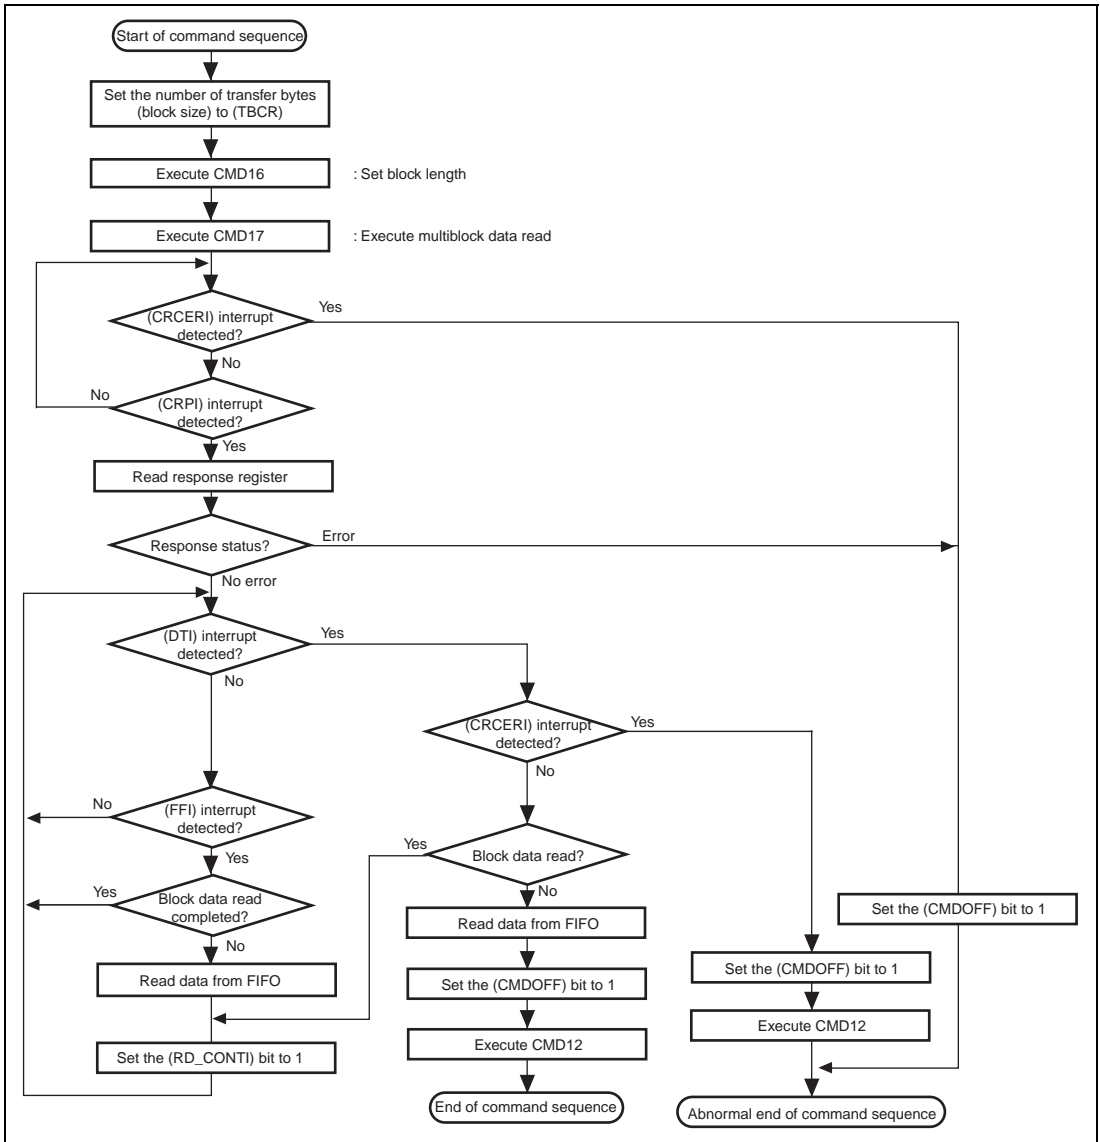 Start of command sequence
Set the number of transfer bytes
(block size) to (TBCR)
Execute CMD16
: Set block length
Execute CMD17
: Execute multiblock data read
(CRCERI) interrupt
detected?
Yes
No
(CRPI) interrupt
detected?
No
Yes
Read response register
Response status?
Error
No error
(DTI) interrupt
detected?
Yes
No
(CRCERI) interrupt
detected?
Yes
No
(FFI) interrupt
detected?
No
Yes
Block data read?
Yes
No
Block data read
completed?
Yes
No
Read data from FIFO
Set the (CMDOFF) bit to 1
Set the (CMDOFF) bit to 1
Read data from FIFO
Set the (CMDOFF) bit to 1
Execute CMD12
Execute CMD12
Set the (RD_CONTI) bit to 1
End of command sequence
Abnormal end of command sequence